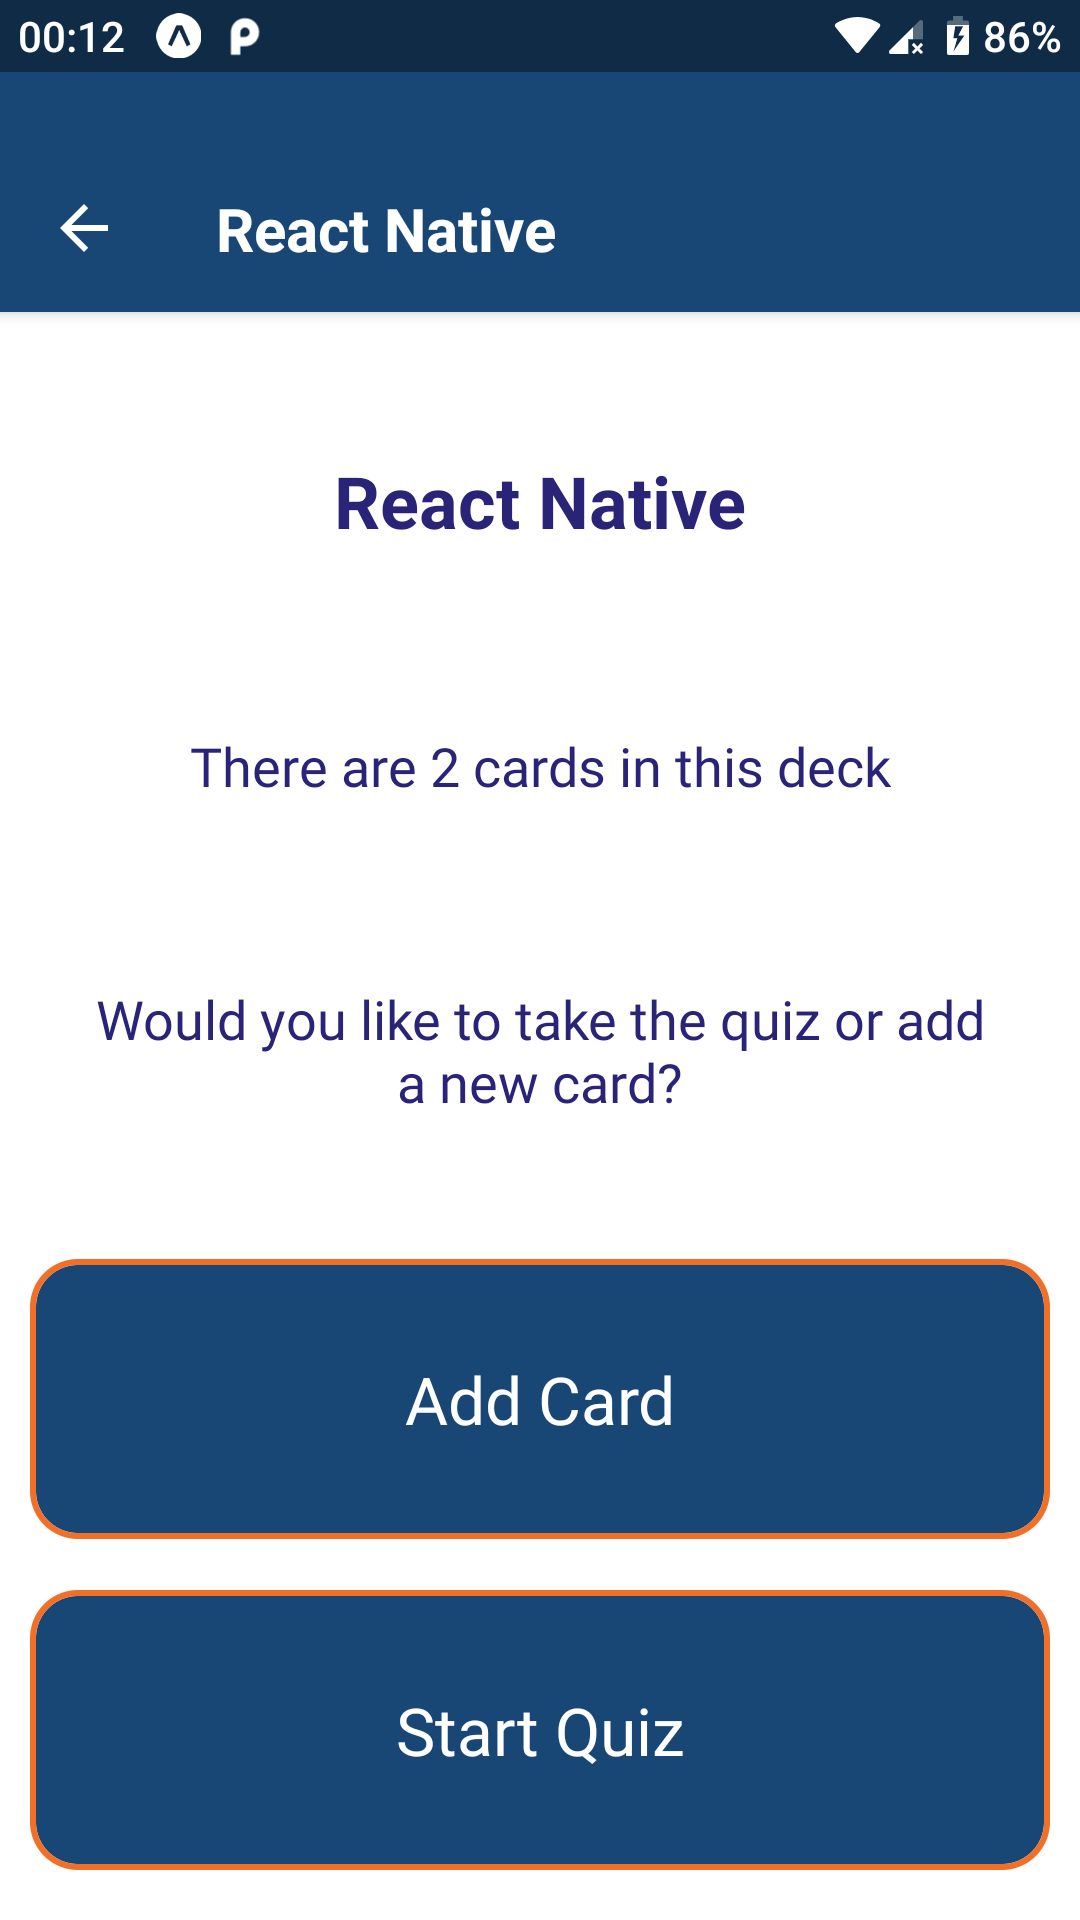 00:12 86%
React Native
React Native
There are 2 cards in this deck
Would you like to take the quiz or add
a new card?
Add Card
Start Quiz